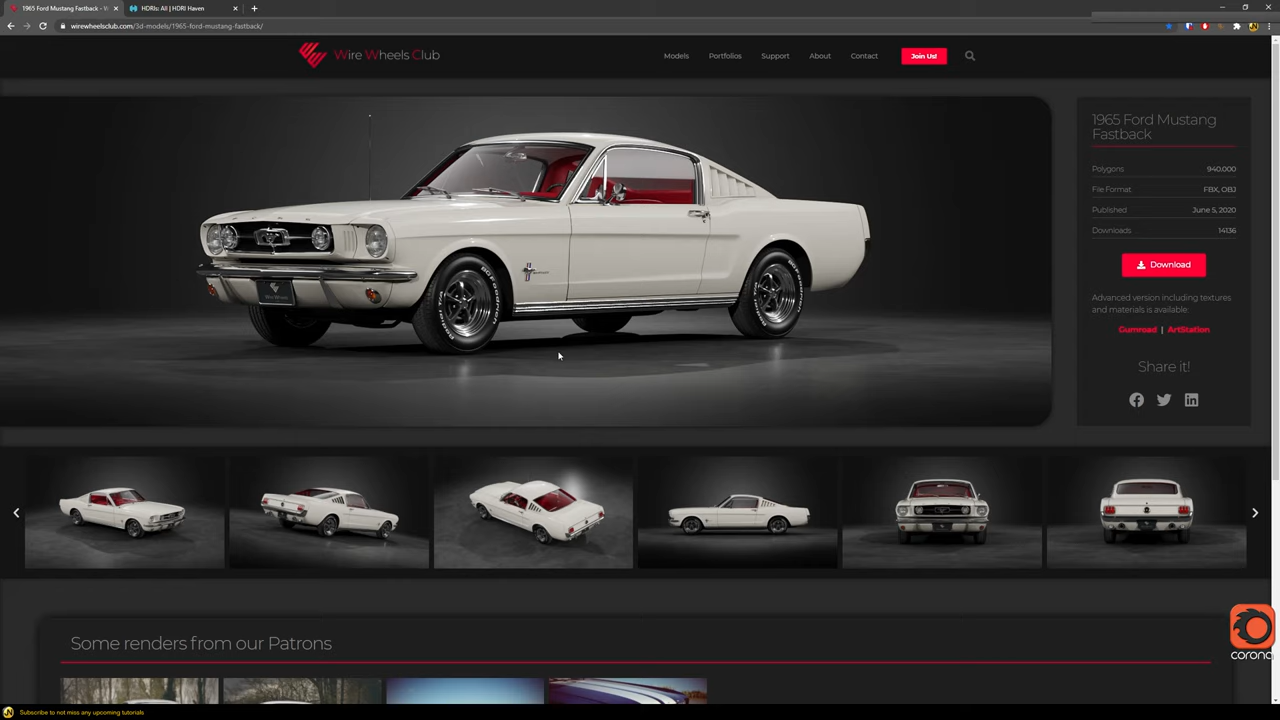 1965 Ford Mustang Fastback - W
HDRIs: All | HDRI Haven
wirewheelsclub.com/3d-models/1965-ford-mustang-fastback/
Wire Wheels Club
Models
Portfolios
Support
About
Contact
Join Us!
1965 Ford Mustang
Fastback
Polygons 940.000
File Format FBX, OBJ
Published June 5, 2020
Downloads 14136
Download
Advanced version including textures
and materials is available:
Gumroad | ArtStation
Share it!
Some renders from our Patrons
corona
Subscribe to not miss any upcoming tutorials